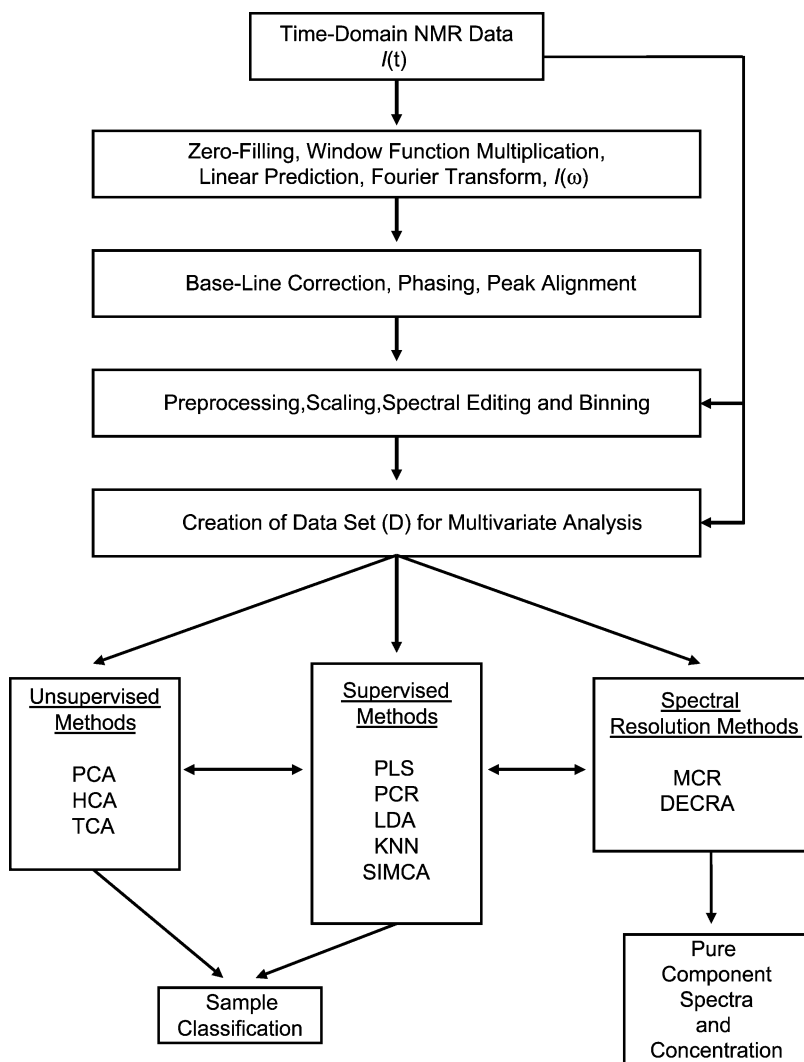 Time-Domain NMR Data
I(t)
Zero-Filling, Window Function Multiplication,
Linear Prediction, Fourier Transform, I(ω)
Base-Line Correction, Phasing, Peak Alignment
Preprocessing,Scaling,Spectral Editing and Binning
Creation of Data Set (D) for Multivariate Analysis
Unsupervised
Methods
PCA
HCA
TCA
Supervised
Methods
PLS
PCR
LDA
KNN
SIMCA
Spectral
Resolution Methods
MCR
DECRA
Sample
Classification
Pure
Component
Spectra
and
Concentration